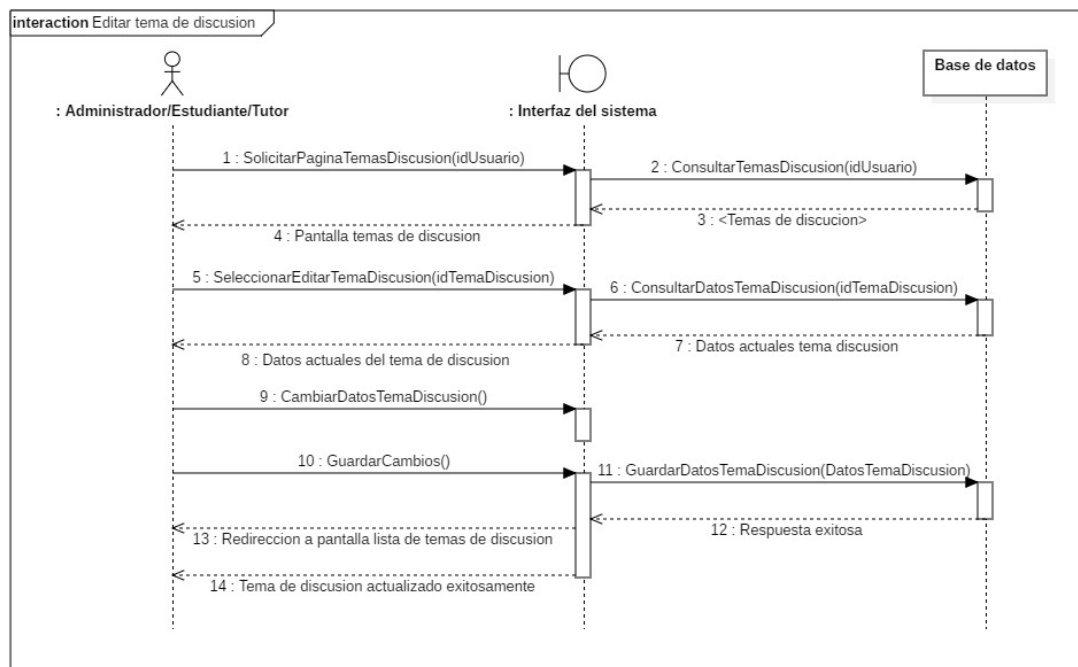 interaction Editar tema de discusion
: Administrador/Estudiante/Tutor
: Interfaz del sistema
Base de datos
1 : SolicitarPaginaTemasDiscusion(idUsuario)
2 : ConsultarTemasDiscusion(idUsuario)
3 : <Temas de discucion>
4 : Pantalla temas de discusion
5 : SeleccionarEditarTemaDiscusion(idTemaDiscusion)
6 : ConsultarDatosTemaDiscusion(idTemaDiscusion)
7 : Datos actuales tema discusion
8 : Datos actuales del tema de discusion
9 : CambiarDatosTemaDiscusion()
10 : GuardarCambios()
11 : GuardarDatosTemaDiscusion(DatosTemaDiscusion)
12 : Respuesta exitosa
13 : Redireccion a pantalla lista de temas de discusion
14 : Tema de discusion actualizado exitosamente